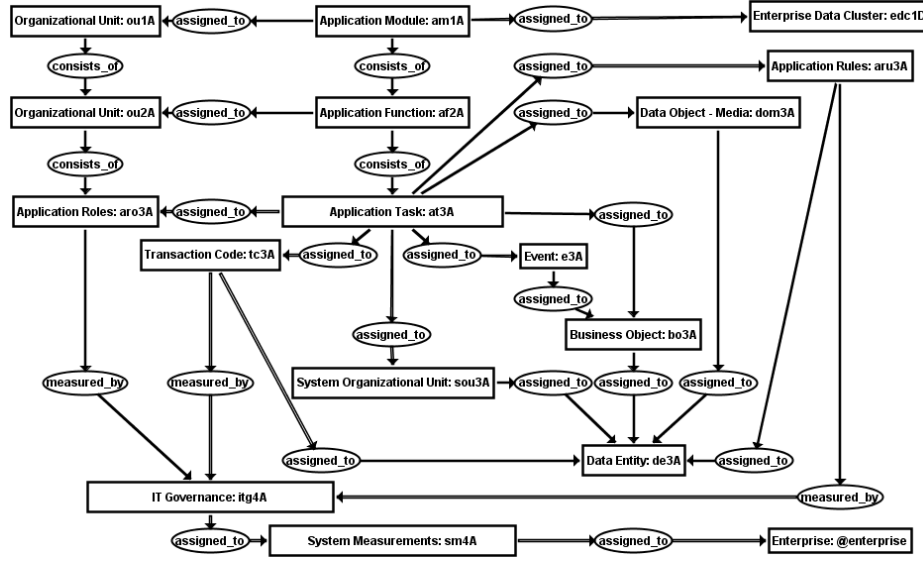 Organizational Unit: ou1A
assigned_to
Application Module: am1A
assigned_to
Enterprise Data Cluster: edc1D
consists_of
consists_of
assigned_to
Application Rules: aru3A
Organizational Unit: ou2A
assigned_to
Application Function: af2A
assigned_to
Data Object - Media: dom3A
consists_of
consists_of
Application Roles: aro3A
assigned_to
Application Task: at3A
assigned_to
Transaction Code: tc3A
assigned_to
assigned_to
Event: e3A
assigned_to
assigned_to
Business Object: bo3A
measured_by
measured_by
System Organizational Unit: sou3A
assigned_to
assigned_to
assigned_to
assigned_to
Data Entity: de3A
assigned_to
IT Governance: itg4A
measured_by
assigned_to
System Measurements: sm4A
assigned_to
Enterprise: @enterprise